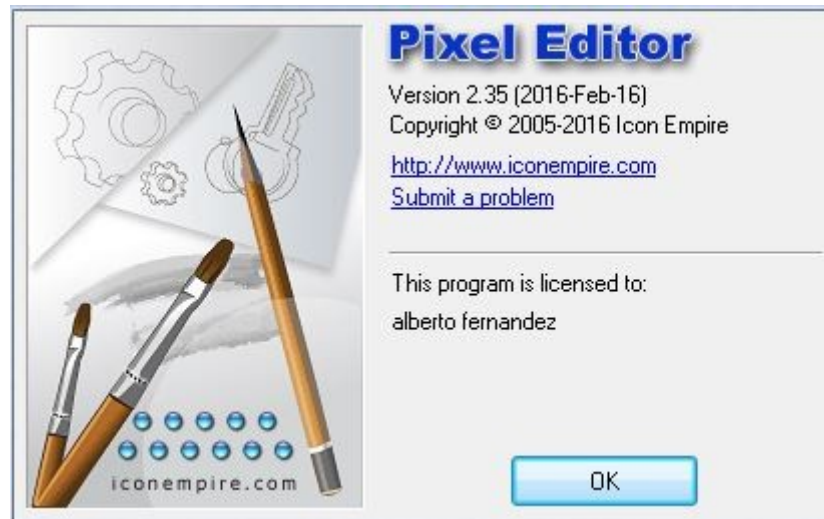 Pixel Editor
Version 2.35 (2016-Feb-16)
Copyright © 2005-2016 Icon Empire
http://www.iconempire.com
Submit a problem
This program is licensed to:
alberto fernandez
iconempire.com
OK